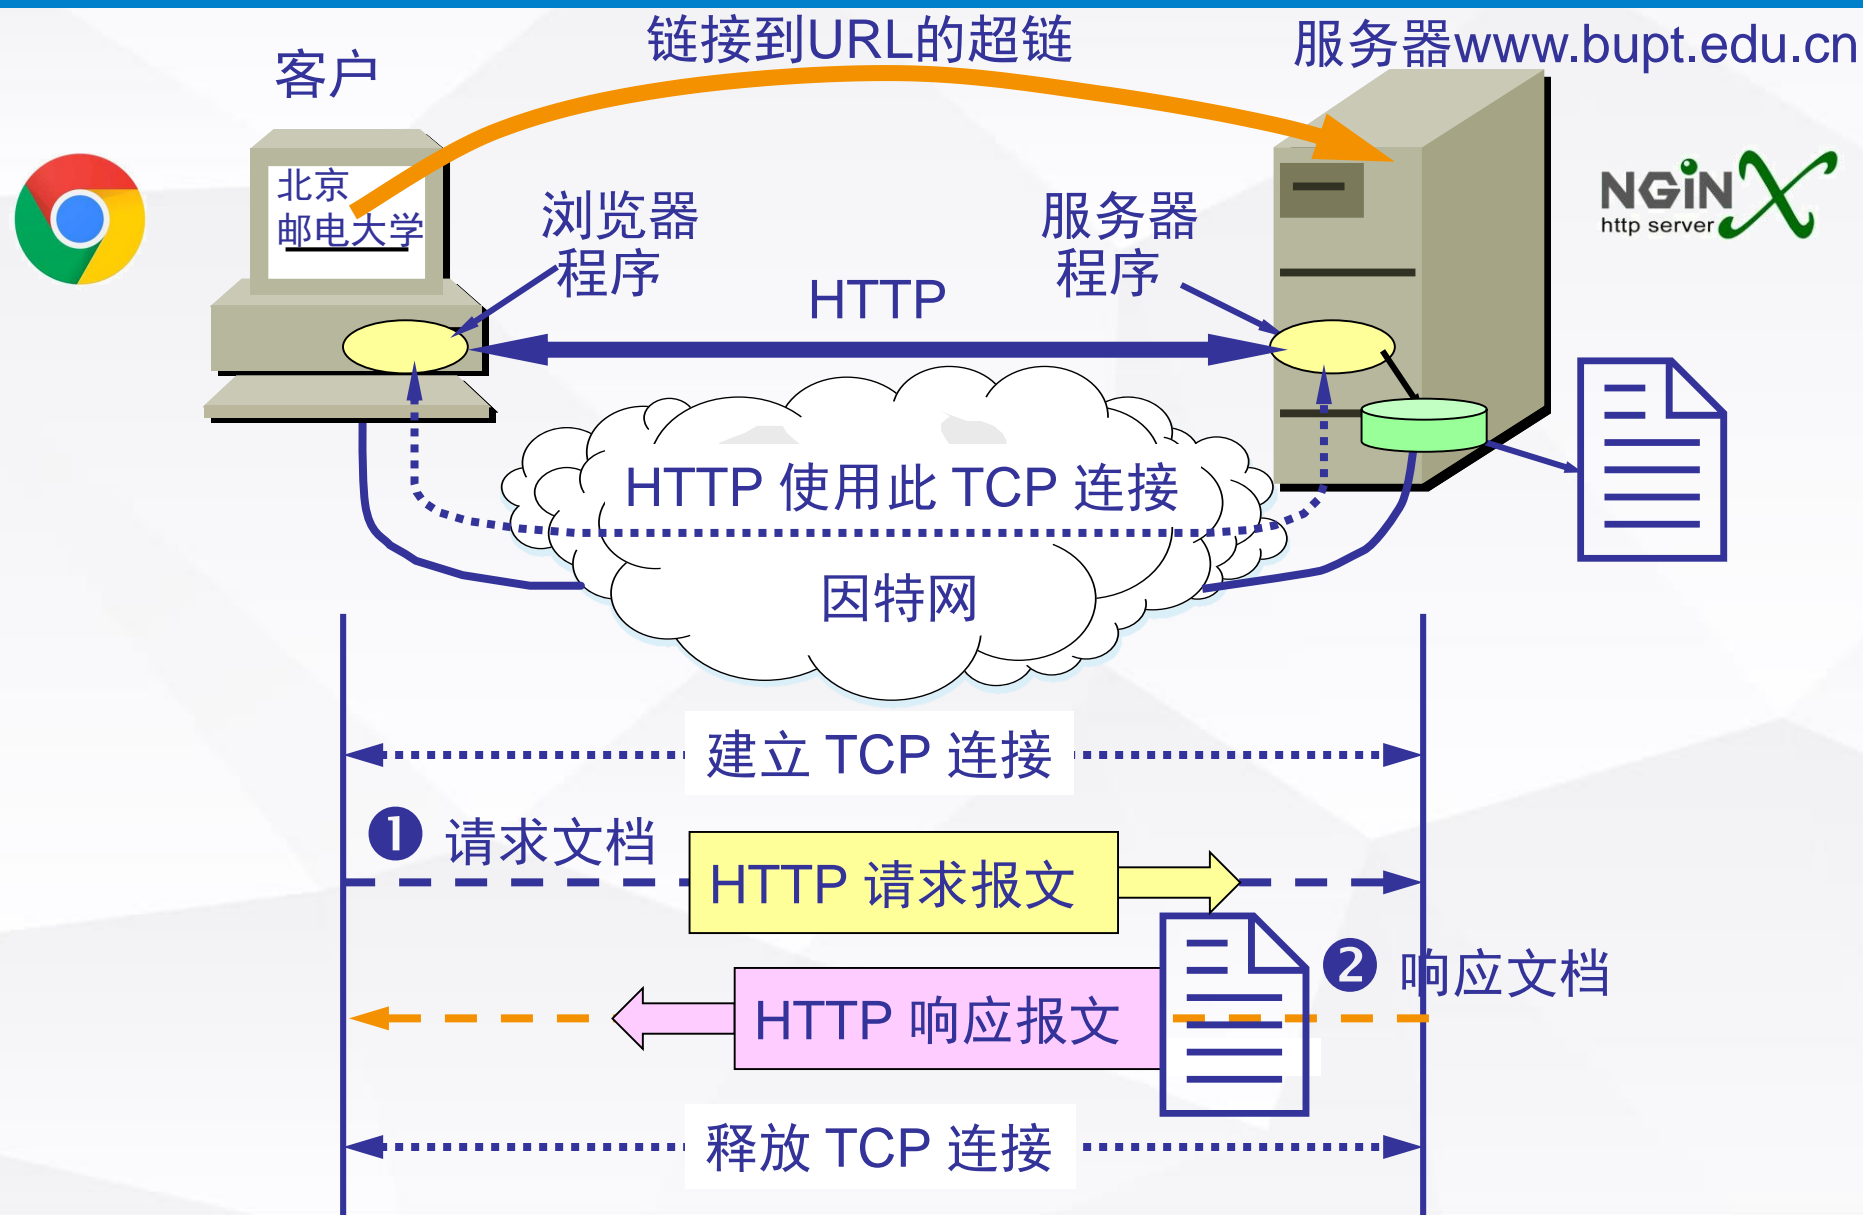 链接到URL的超链
服务器www.bupt.edu.cn
客户
北京
邮电大学
浏览器
程序
服务器
程序
NGiNX
http server
HTTP
HTTP 使用此 TCP 连接
因特网
建立 TCP 连接
❶ 请求文档
HTTP 请求报文
❷ 响应文档
HTTP 响应报文
释放 TCP 连接